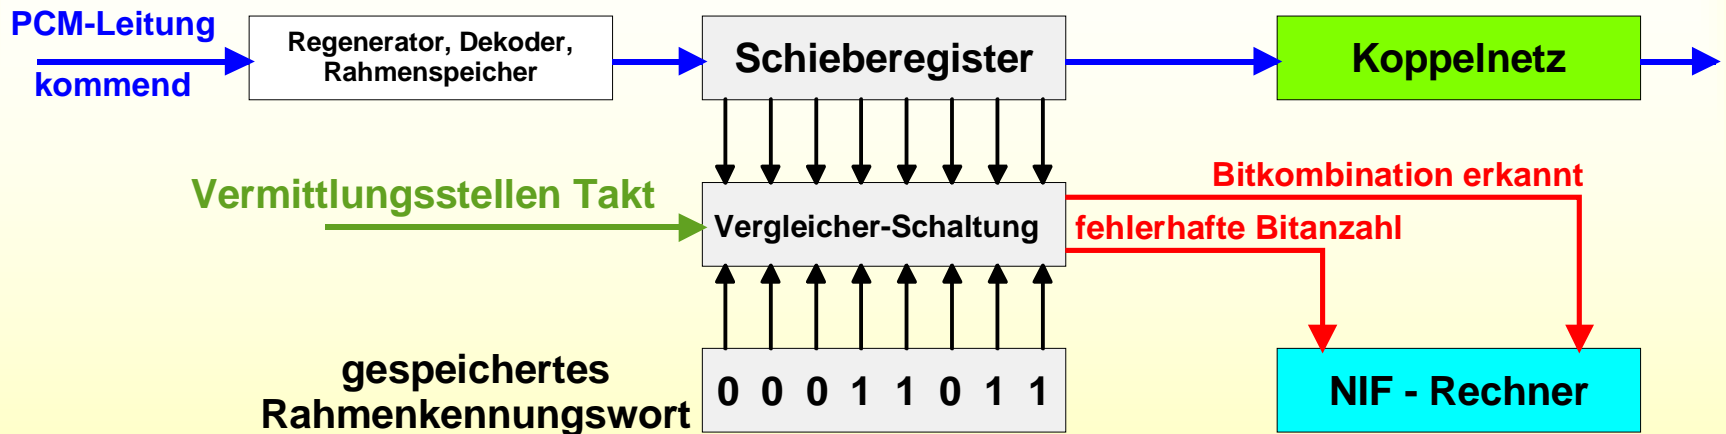 PCM-Leitung
kommend
Regenerator, Dekoder,
Rahmenspeicher
Schieberegister
Koppelnetz
Vermittlungsstellen Takt
Vergleicher-Schaltung
Bitkombination erkannt
fehlerhafte Bitanzahl
gespeichertes
Rahmenkennungswort
0 0 0 1 1 0 1 1
NIF - Rechner